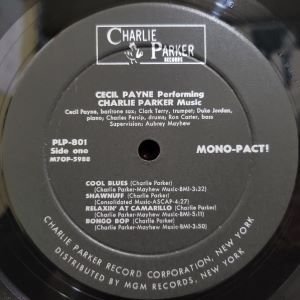 CHARLIE
PARKER
RECORDS
CECIL PAYNE Performing
CHARLIE PARKER Music
Cecil Payne, baritone sax; Clark Terry, trumpet; Duke Jordan,
piano; Charles Persip, drums; Ron Carter, bass
Supervision: Aubrey Mayhew
PLP-801
Side one
M7OP-5988
MONO-PACT!
COOL BLUES (Charlie Parker)
(Charlie Parker-Mayhew Music-BMI-3:32)
SHAWNUFF (Charlie Parker)
(Consolidated Music-ASCAP-4:27)
RELAXIN' AT CAMARILLO (Charlie Parker)
(Charlie Parker-Mayhew Music-BMI-5:11)
BONGO BOP (Charlie Parker)
(Charlie Parker-Mayhew Music-BMI-3:50)
CHARLIE PARKER RECORD CORPORATION, NEW YORK
DISTRIBUTED BY MGM RECORDS, NEW YORK, NEW YORK